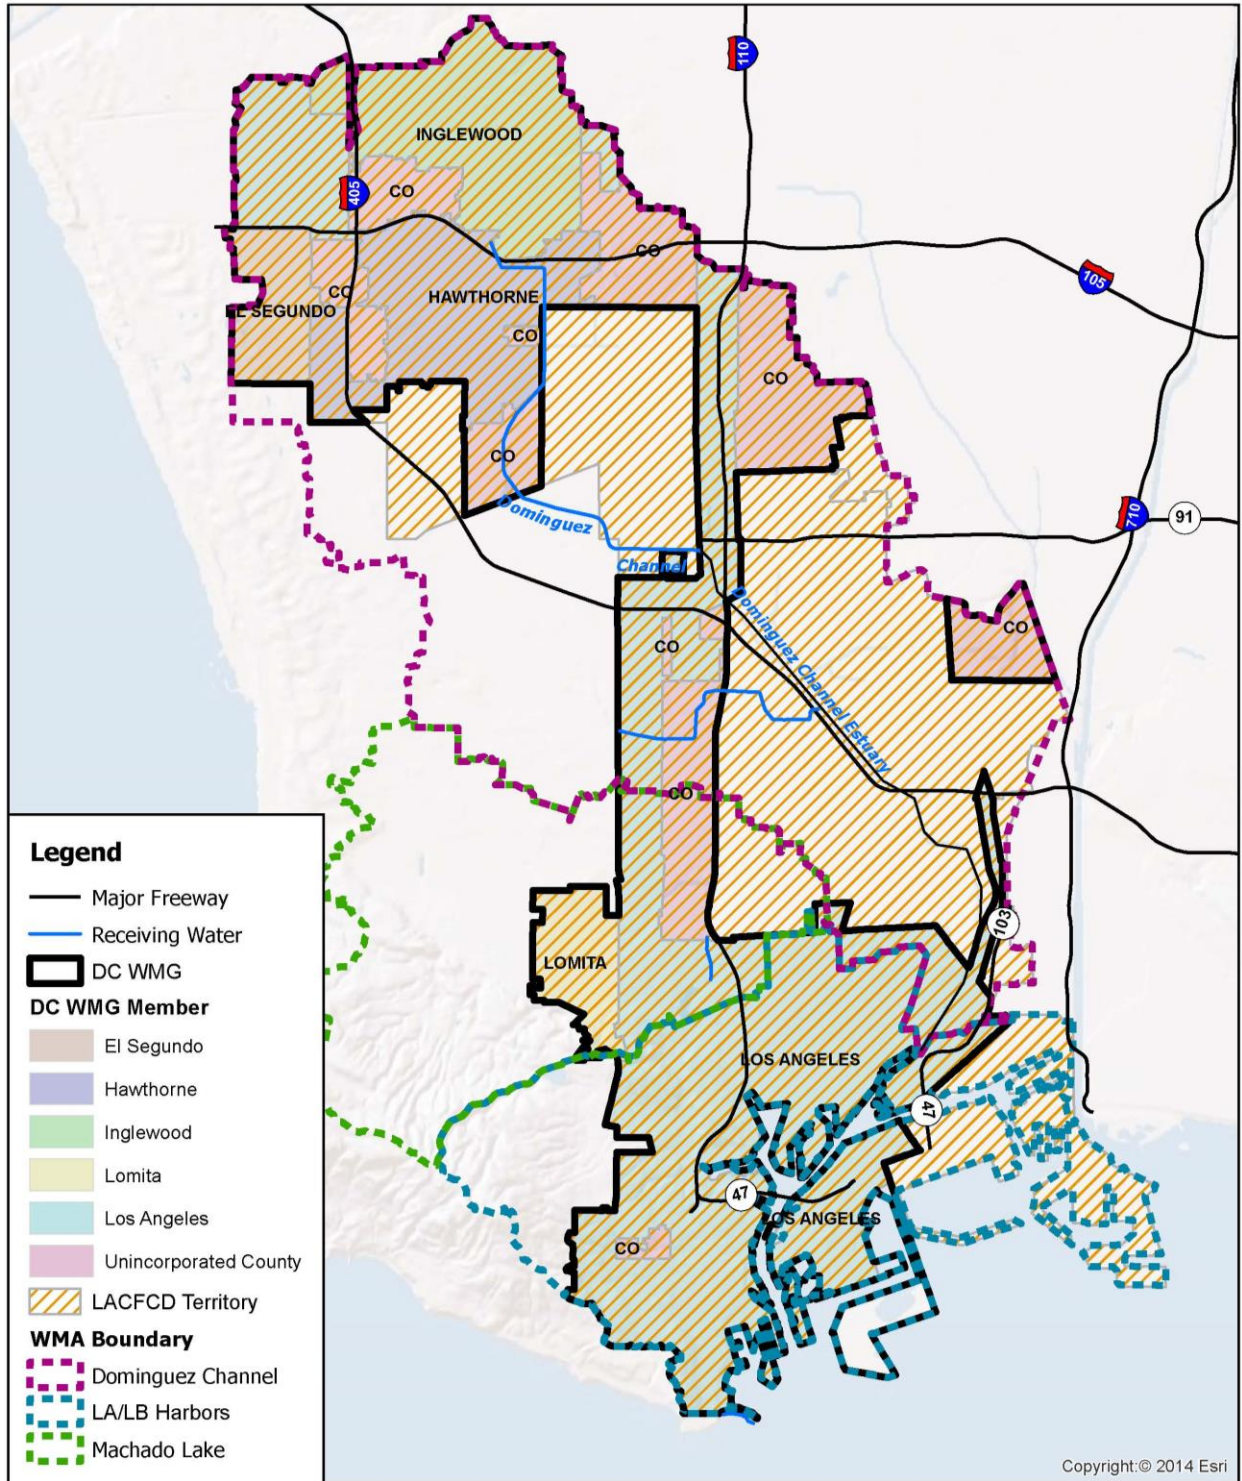 110
INGLEWOOD
405
CO
CO
105
CO
HAWTHORNE
EL SEGUNDO
CO
CO
CO
Dominguez
710
91
Channel
Dominguez Channel Estuary
CO
CO
CO
103
LOMITA
LOS ANGELES
47
47
LOS ANGELES
CO
Legend
Major Freeway
Receiving Water
DC WMG
DC WMG Member
El Segundo
Hawthorne
Inglewood
Lomita
Los Angeles
Unincorporated County
LACFCD Territory
WMA Boundary
Dominguez Channel
LA/LB Harbors
Machado Lake
Copyright:© 2014 Esri